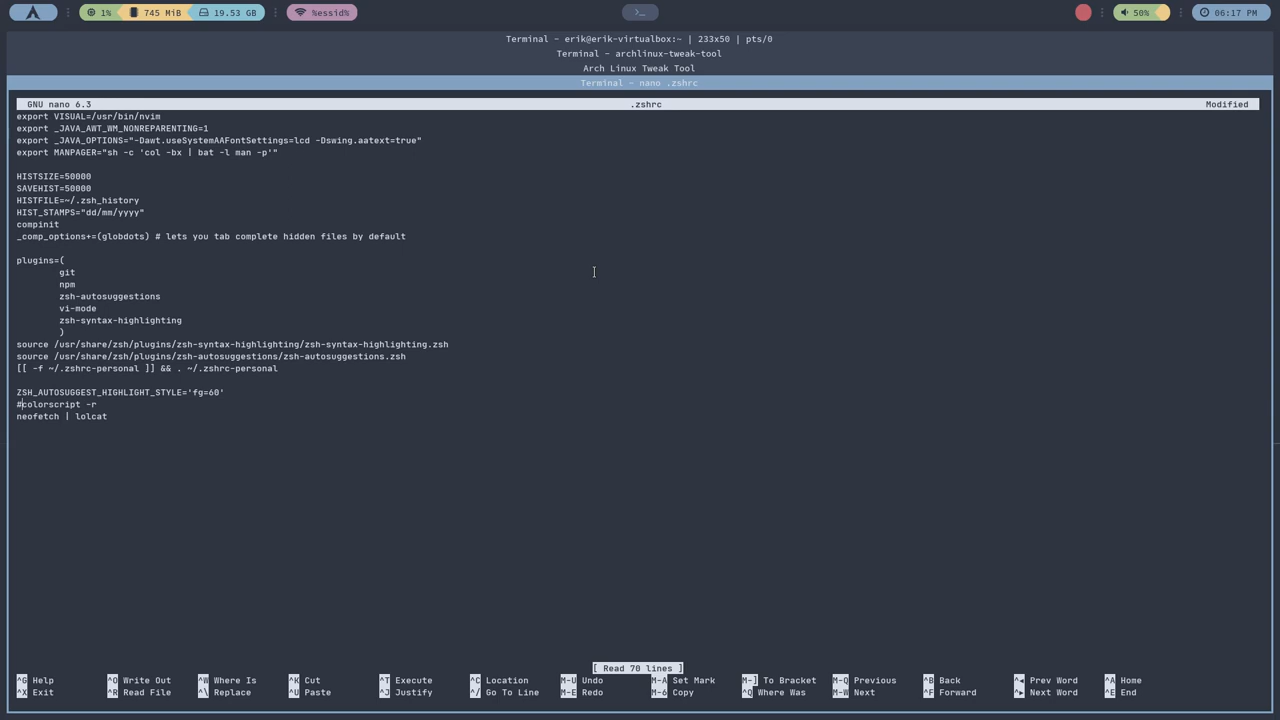 1% 745 MiB 19.53 GB %essid% >_ 50% 06:17 PM
Terminal - erik@erik-virtualbox:~ | 233x50 | pts/0
Terminal - archlinux-tweak-tool
Arch Linux Tweak Tool
Terminal - nano .zshrc
GNU nano 6.3 .zshrc Modified
export VISUAL=/usr/bin/nvim
export _JAVA_AWT_WM_NONREPARENTING=1
export _JAVA_OPTIONS="-Dawt.useSystemAAFontSettings=lcd -Dswing.aatext=true"
export MANPAGER="sh -c 'col -bx | bat -l man -p'"
HISTSIZE=50000
SAVEHIST=50000
HISTFILE=~/.zsh_history
HIST_STAMPS="dd/mm/yyyy"
compinit
_comp_options+=(globdots) # lets you tab complete hidden files by default
plugins=(
git
npm
zsh-autosuggestions
vi-mode
zsh-syntax-highlighting
)
source /usr/share/zsh/plugins/zsh-syntax-highlighting/zsh-syntax-highlighting.zsh
source /usr/share/zsh/plugins/zsh-autosuggestions/zsh-autosuggestions.zsh
[[ -f ~/.zshrc-personal ]] && . ~/.zshrc-personal
ZSH_AUTOSUGGEST_HIGHLIGHT_STYLE='fg=60'
#colorscript -r
neofetch | lolcat
[ Read 70 lines ]
^G Help ^O Write Out ^W Where Is ^K Cut ^T Execute ^C Location M-U Undo M-A Set Mark M-] To Bracket M-Q Previous ^B Back ^◂ Prev Word ^A Home
^X Exit ^R Read File ^\ Replace ^U Paste ^J Justify ^/ Go To Line M-E Redo M-6 Copy ^Q Where Was M-W Next ^F Forward ^▸ Next Word ^E End